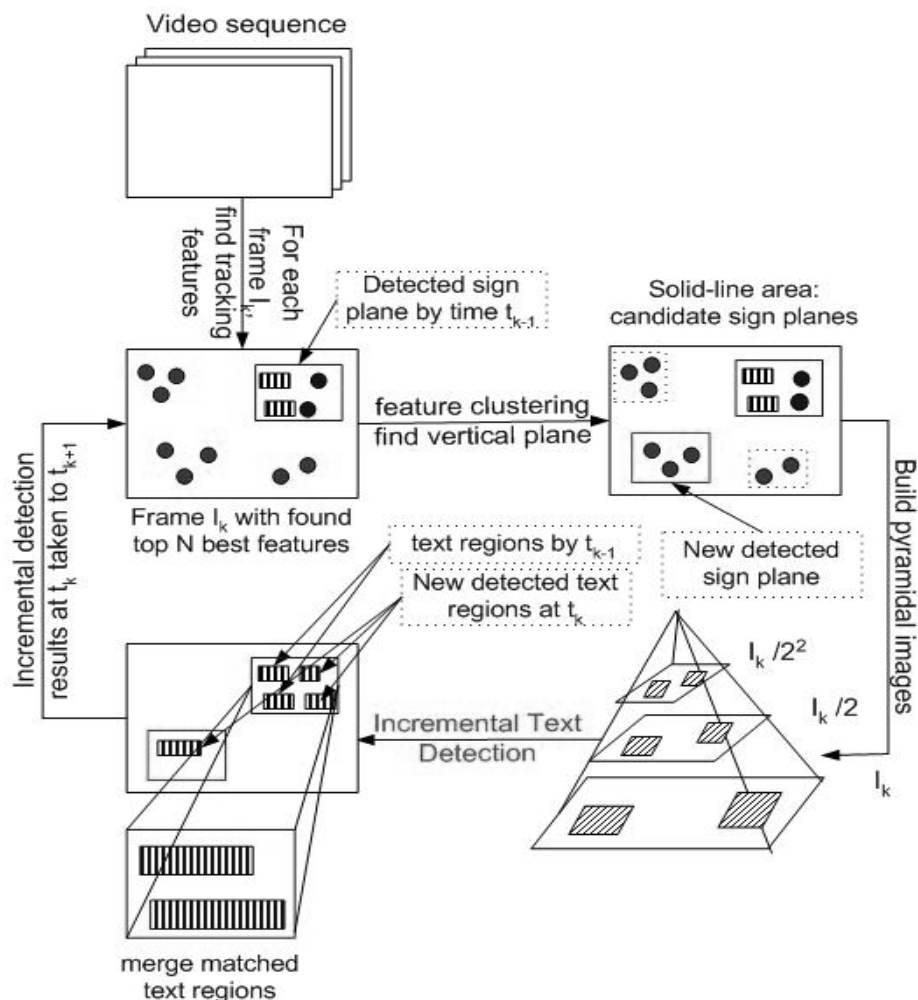 Video sequence
For each
frame I_k,
find tracking
features
Detected sign
plane by time t_{k-1}
Solid-line area:
candidate sign planes
feature clustering
find vertical plane
Frame I_k with found
top N best features
New detected
sign plane
Build pyramidal images
text regions by t_{k-1}
New detected text
regions at t_k
Incremental detection
results at t_k taken to t_{k+1}
I_k /2^2
I_k /2
I_k
Incremental Text
Detection
merge matched
text regions